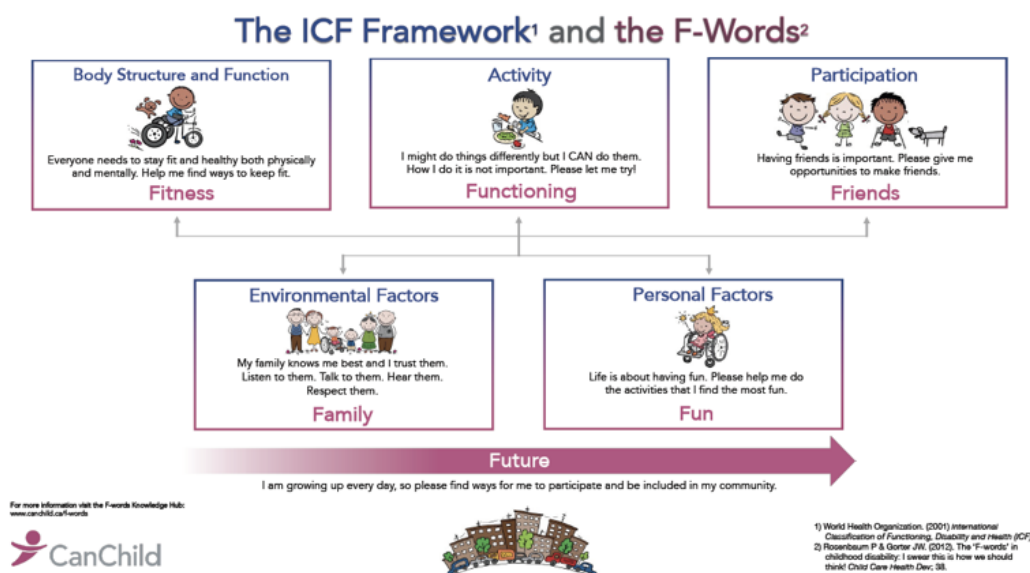 The ICF Framework¹ and the F-Words²
Body Structure and Function
Everyone needs to stay fit and healthy both physically
and mentally. Help me find ways to keep fit.
Fitness
Activity
I might do things differently but I CAN do them.
How I do it is not important. Please let me try!
Functioning
Participation
Having friends is important. Please give me
opportunities to make friends.
Friends
Environmental Factors
My family knows me best and I trust them.
Listen to them. Talk to them. Hear them.
Respect them.
Family
Personal Factors
Life is about having fun. Please help me do
the activities that I find the most fun.
Fun
Future
I am growing up every day, so please find ways for me to participate and be included in my community.
For more information visit the F-words Knowledge Hub:
www.canchild.ca/f-words
CanChild
1) World Health Organization. (2001) International
Classification of Functioning, Disability and Health (ICF)
2) Rosenbaum P & Gorter JW. (2012). The 'F-words' in
childhood disability: I swear this is how we should
think! Child Care Health Dev; 38.